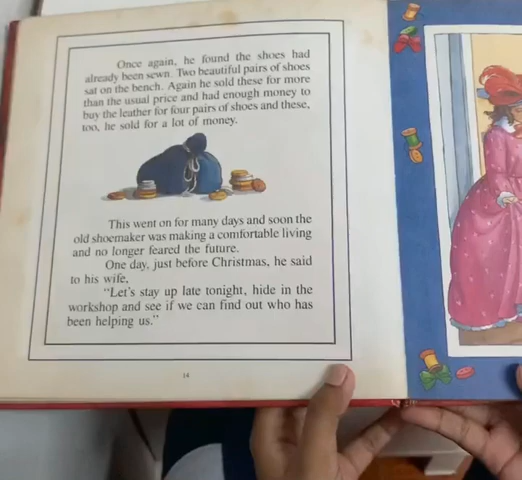 Once again, he found the shoes had
already been sewn. Two beautiful pairs of shoes
sat on the bench. Again he sold these for more
than the usual price and had enough money to
buy the leather for four pairs of shoes and these,
too, he sold for a lot of money.
This went on for many days and soon the
old shoemaker was making a comfortable living
and no longer feared the future.
One day, just before Christmas, he said
to his wife,
"Let's stay up late tonight, hide in the
workshop and see if we can find out who has
been helping us."
14